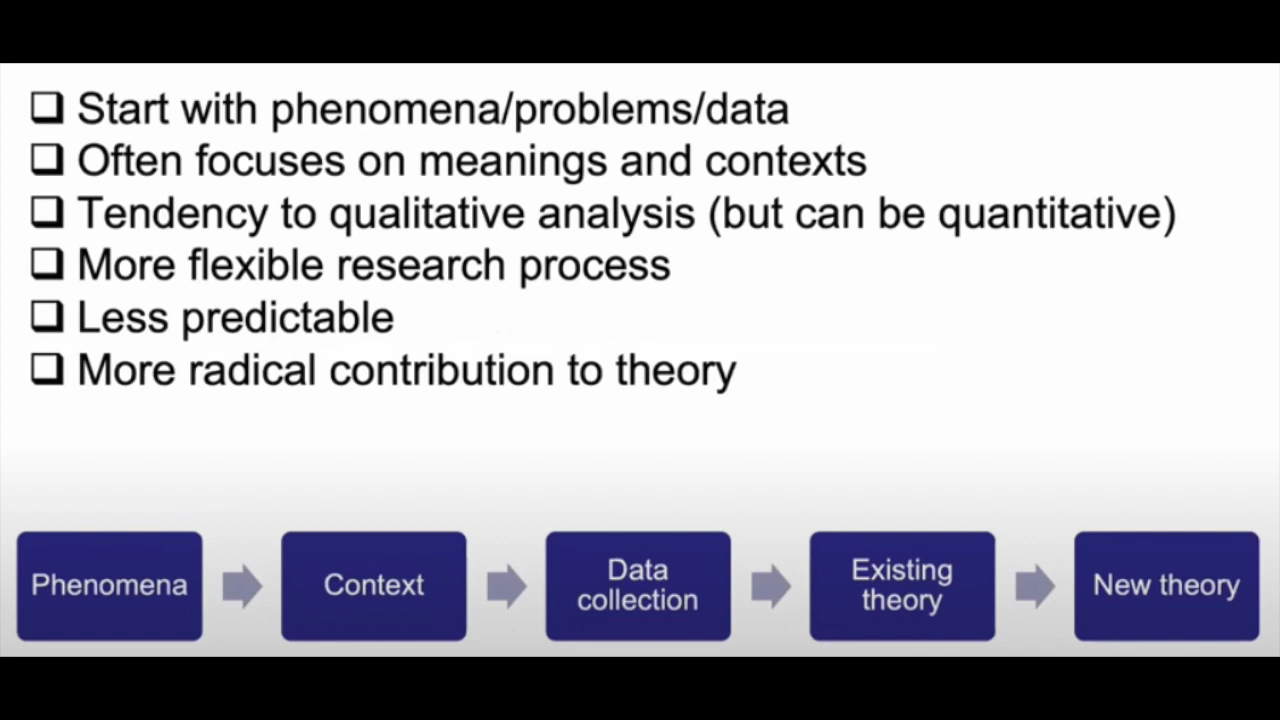 ❑ Start with phenomena/problems/data
❑ Often focuses on meanings and contexts
❑ Tendency to qualitative analysis (but can be quantitative)
❑ More flexible research process
❑ Less predictable
❑ More radical contribution to theory
Phenomena
Context
Data
collection
Existing
theory
New theory